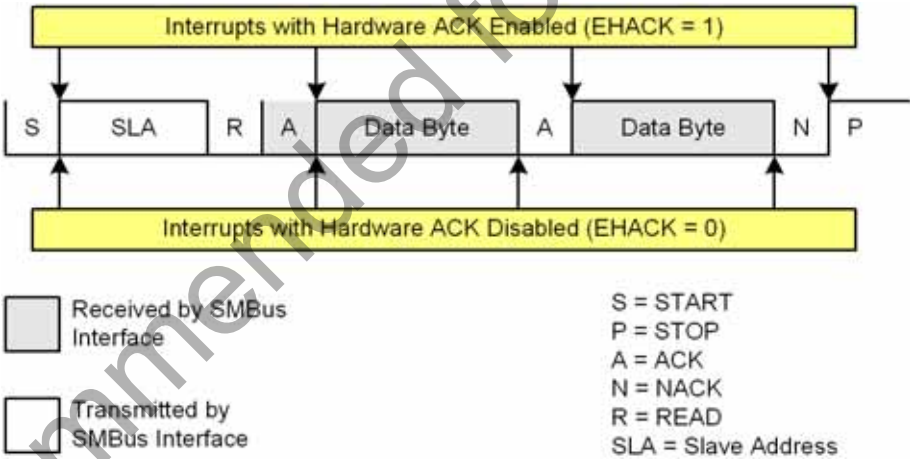 Interrupts with Hardware ACK Enabled (EHACK = 1)
S SLA R A Data Byte A Data Byte N P
Interrupts with Hardware ACK Disabled (EHACK = 0)
Received by SMBus
Interface
Transmitted by
SMBus Interface
S = START
P = STOP
A = ACK
N = NACK
R = READ
SLA = Slave Address